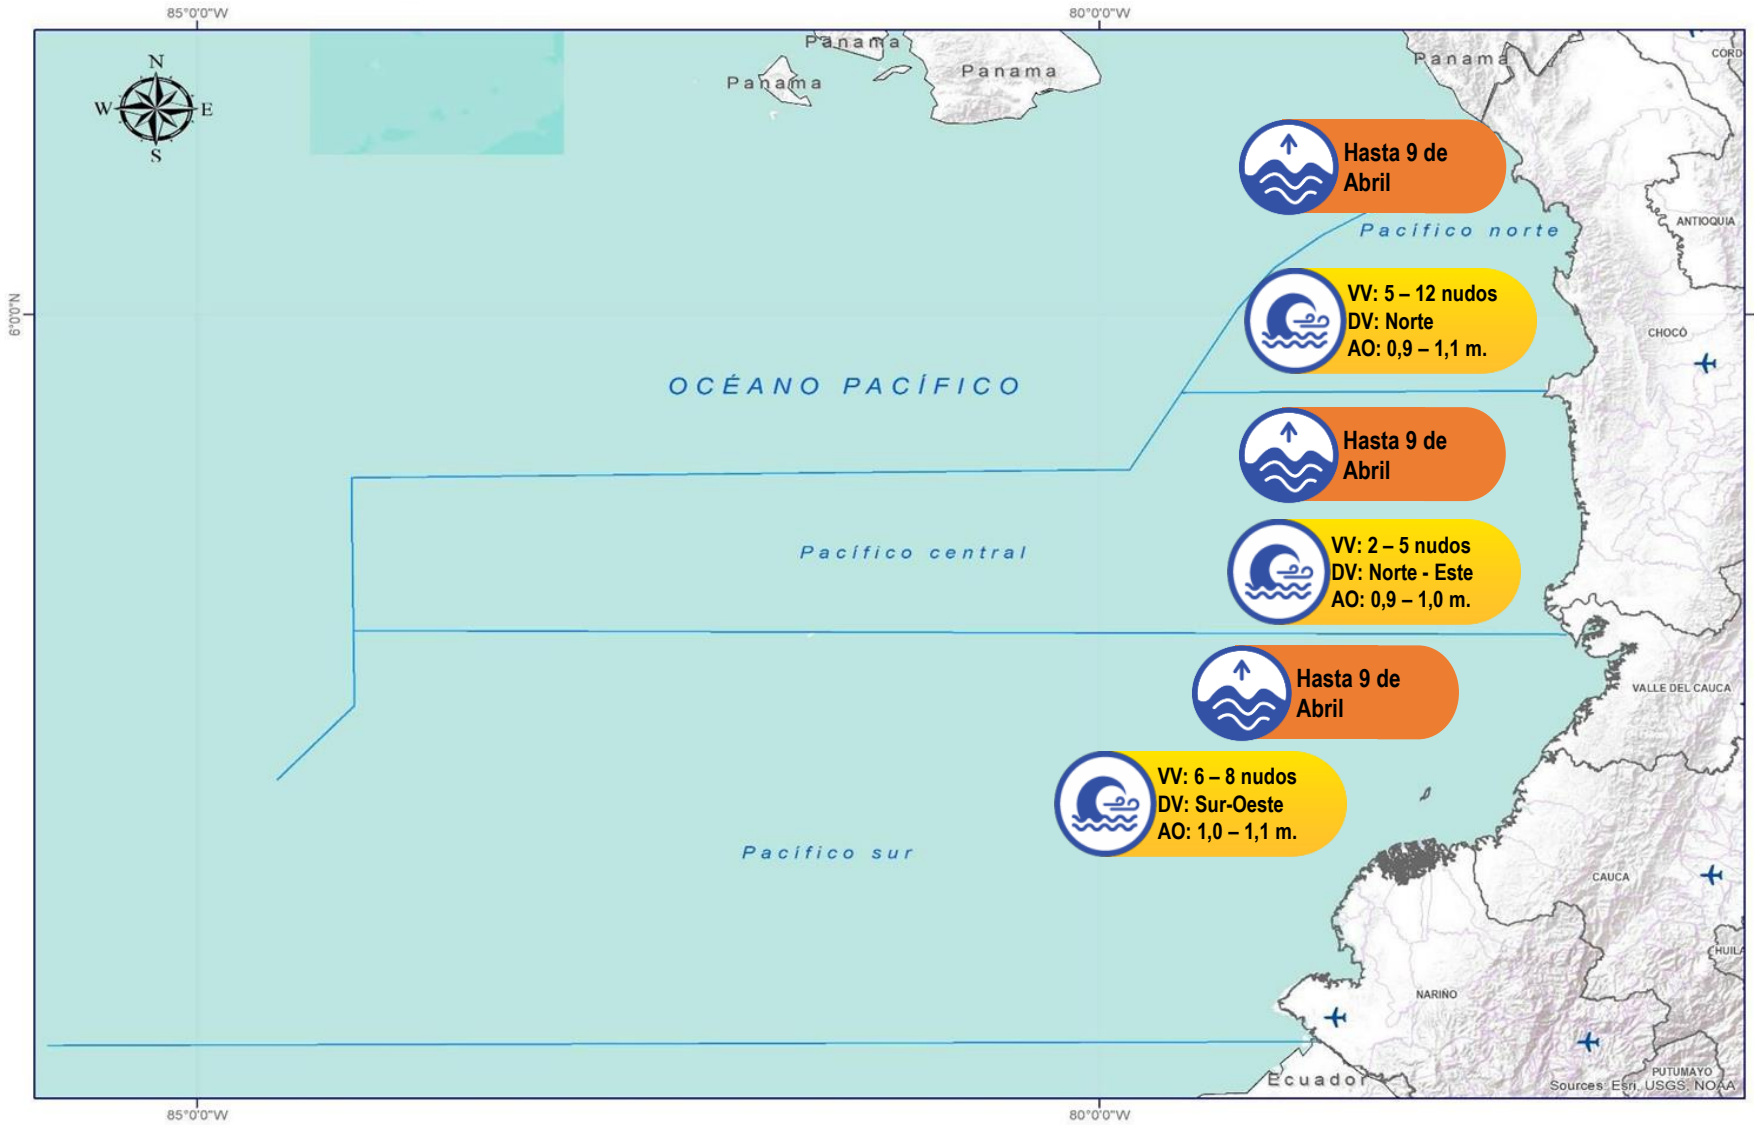 85°0'0"W
80°0'0"W
Panama
Panama
Panama
Panama
CÓRD
N
W
E
S
Hasta 9 de
Abril
ANTIOQUIA
Pacífico norte
6°0'0"N
VV: 5 – 12 nudos
DV: Norte
AO: 0,9 – 1,1 m.
CHOCÓ
OCÉANO PACÍFICO
Hasta 9 de
Abril
Pacífico central
VV: 2 – 5 nudos
DV: Norte - Este
AO: 0,9 – 1,0 m.
Hasta 9 de
Abril
VALLE DEL CAUCA
VV: 6 – 8 nudos
DV: Sur-Oeste
AO: 1,0 – 1,1 m.
Pacífico sur
CAUCA
HUILA
NARIÑO
Ecuador
PUTUMAYO
Sources: Esri, USGS, NOAA
85°0'0"W
80°0'0"W